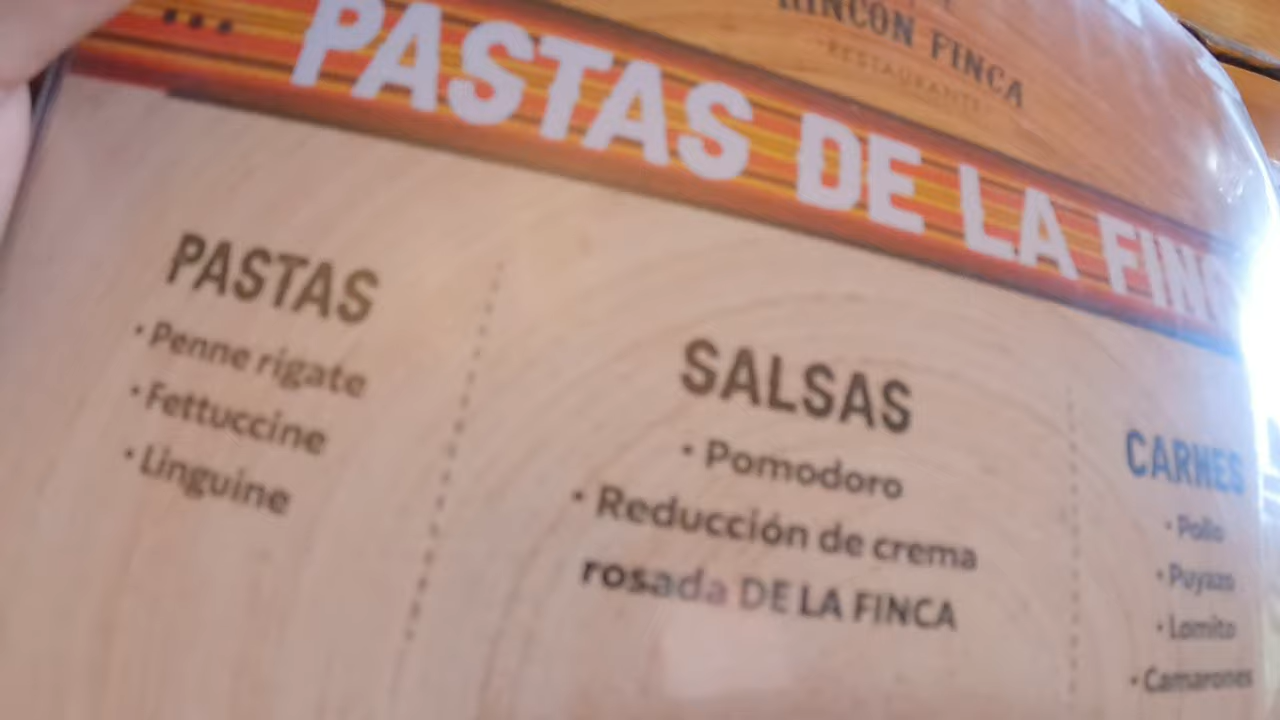 RINCON FINCA
RESTAURANTE
... PASTAS DE LA FINC
PASTAS
• Penne rigate
• Fettuccine
• Linguine
SALSAS
• Pomodoro
• Reducción de crema
rosada DE LA FINCA
CARNES
• Pollo
• Puyazo
• Lomito
• Camarones